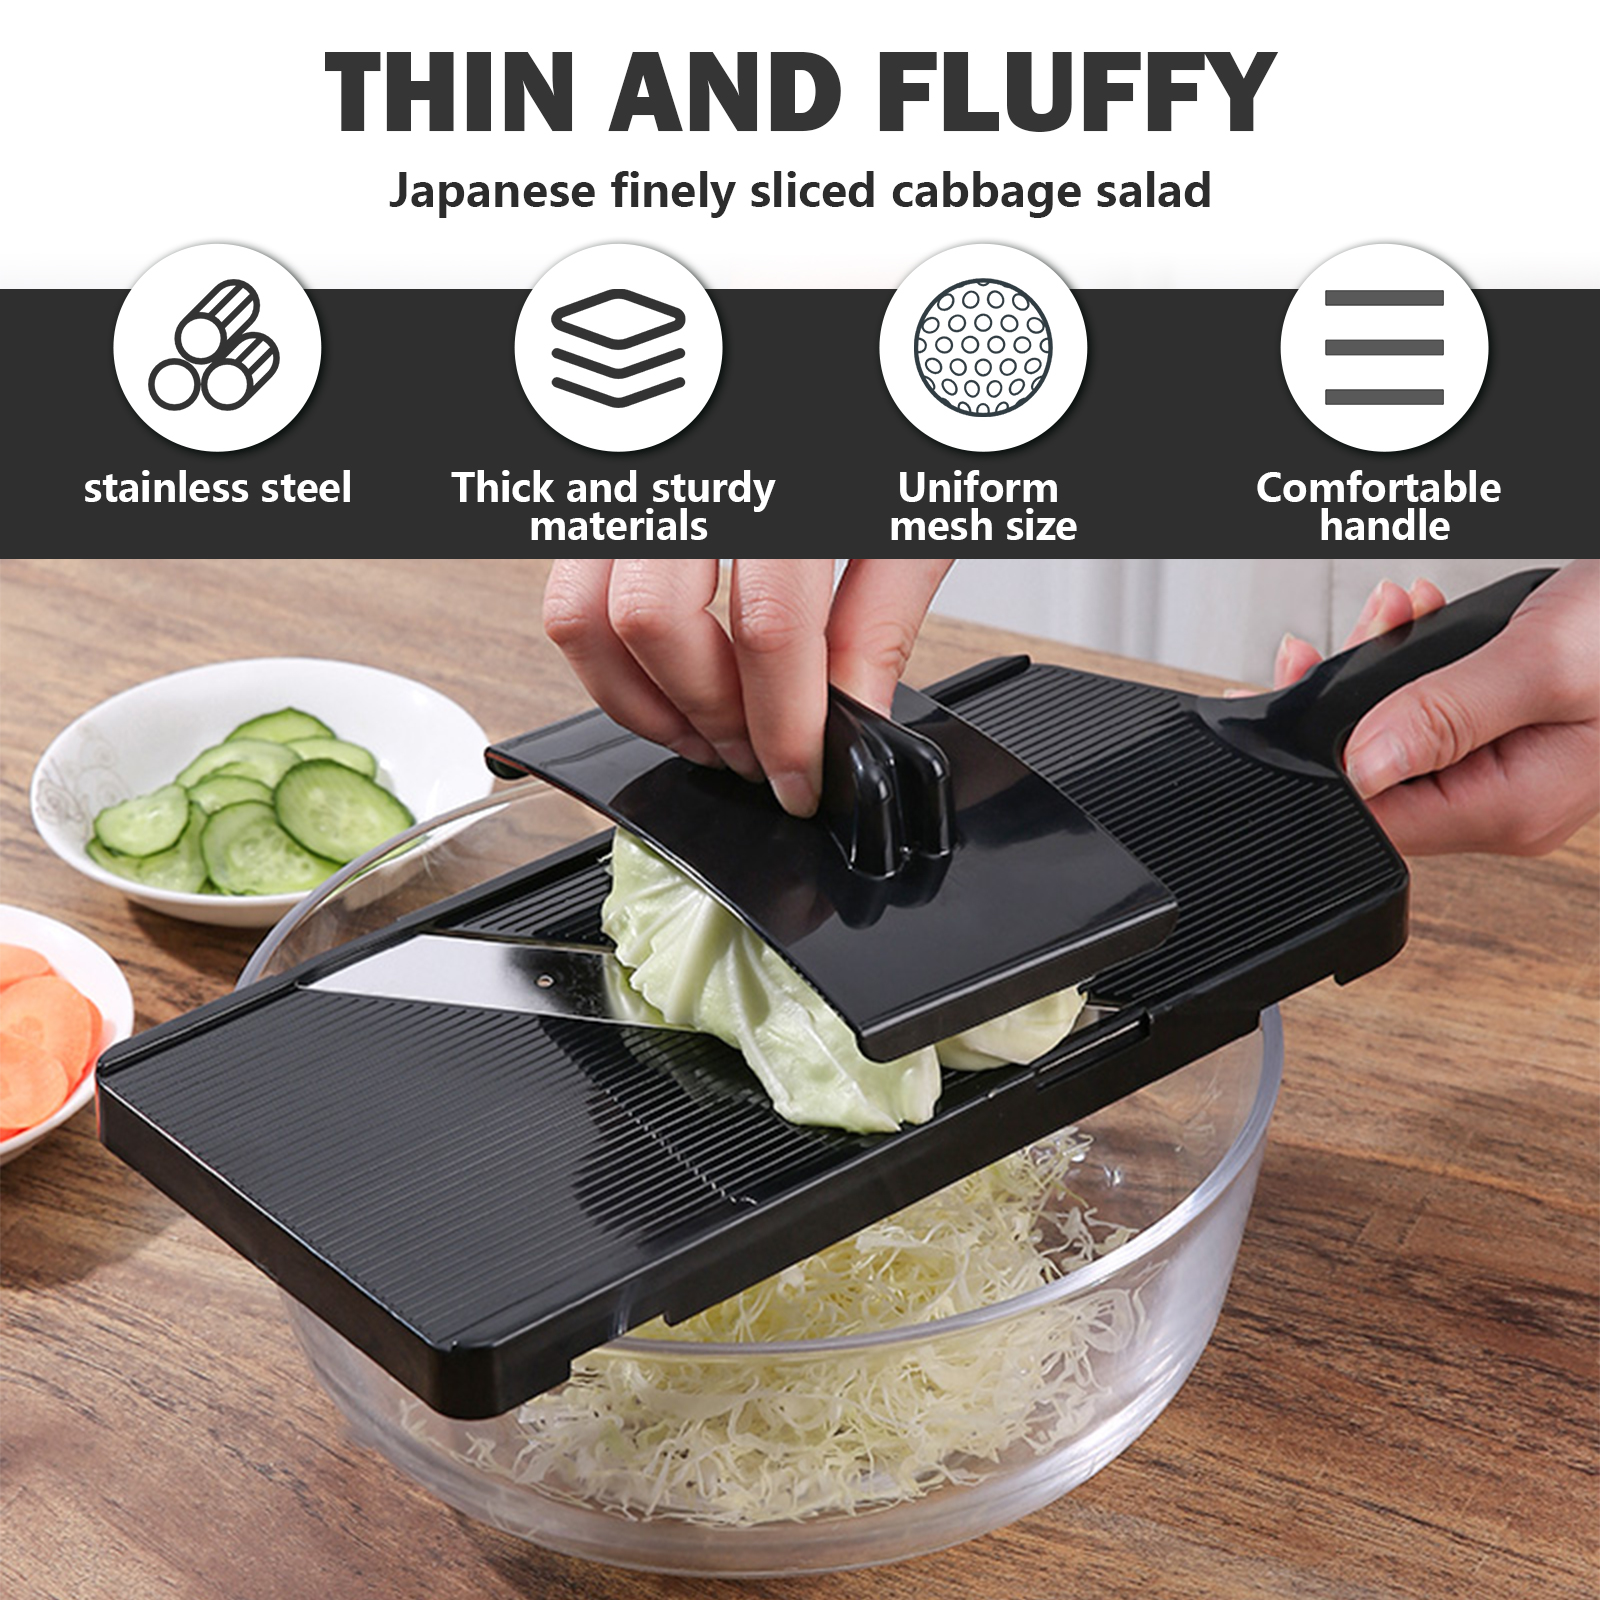 THIN AND FLUFFY
Japanese finely sliced cabbage salad
stainless steel
Thick and sturdy
materials
Uniform
mesh size
Comfortable
handle